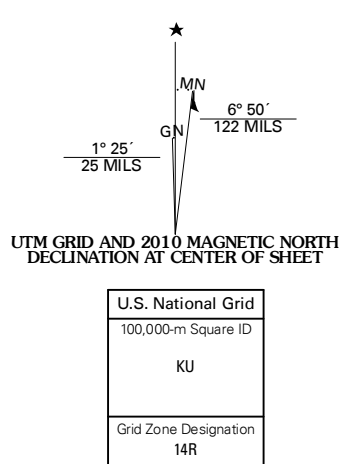 MN
6° 50´
122 MILS
GN
1° 25´
25 MILS
UTM GRID AND 2010 MAGNETIC NORTH
DECLINATION AT CENTER OF SHEET
U.S. National Grid
100,000-m Square ID
KU
Grid Zone Designation
14R